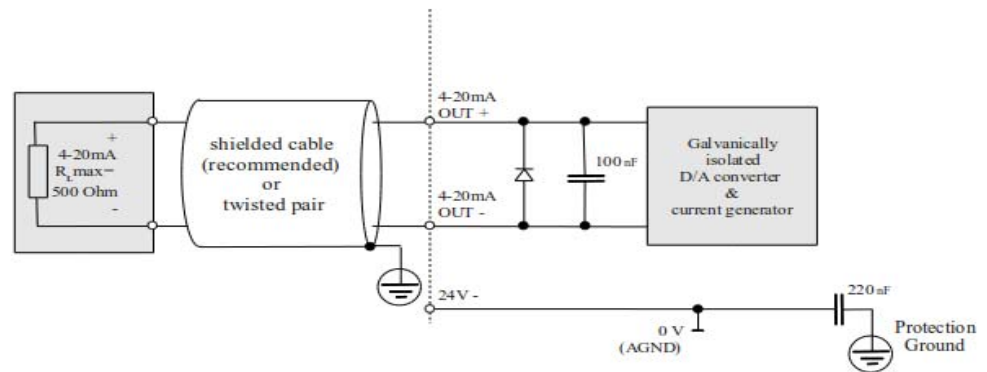 4-20mA
OUT +
+
4-20mA
R_L max=
500 Ohm
-
shielded cable
(recommended)
or
twisted pair
100 nF
Galvanically
isolated
D/A converter
&
current generator
4-20mA
OUT -
24V -
220 nF
0 V
(AGND)
Protection
Ground